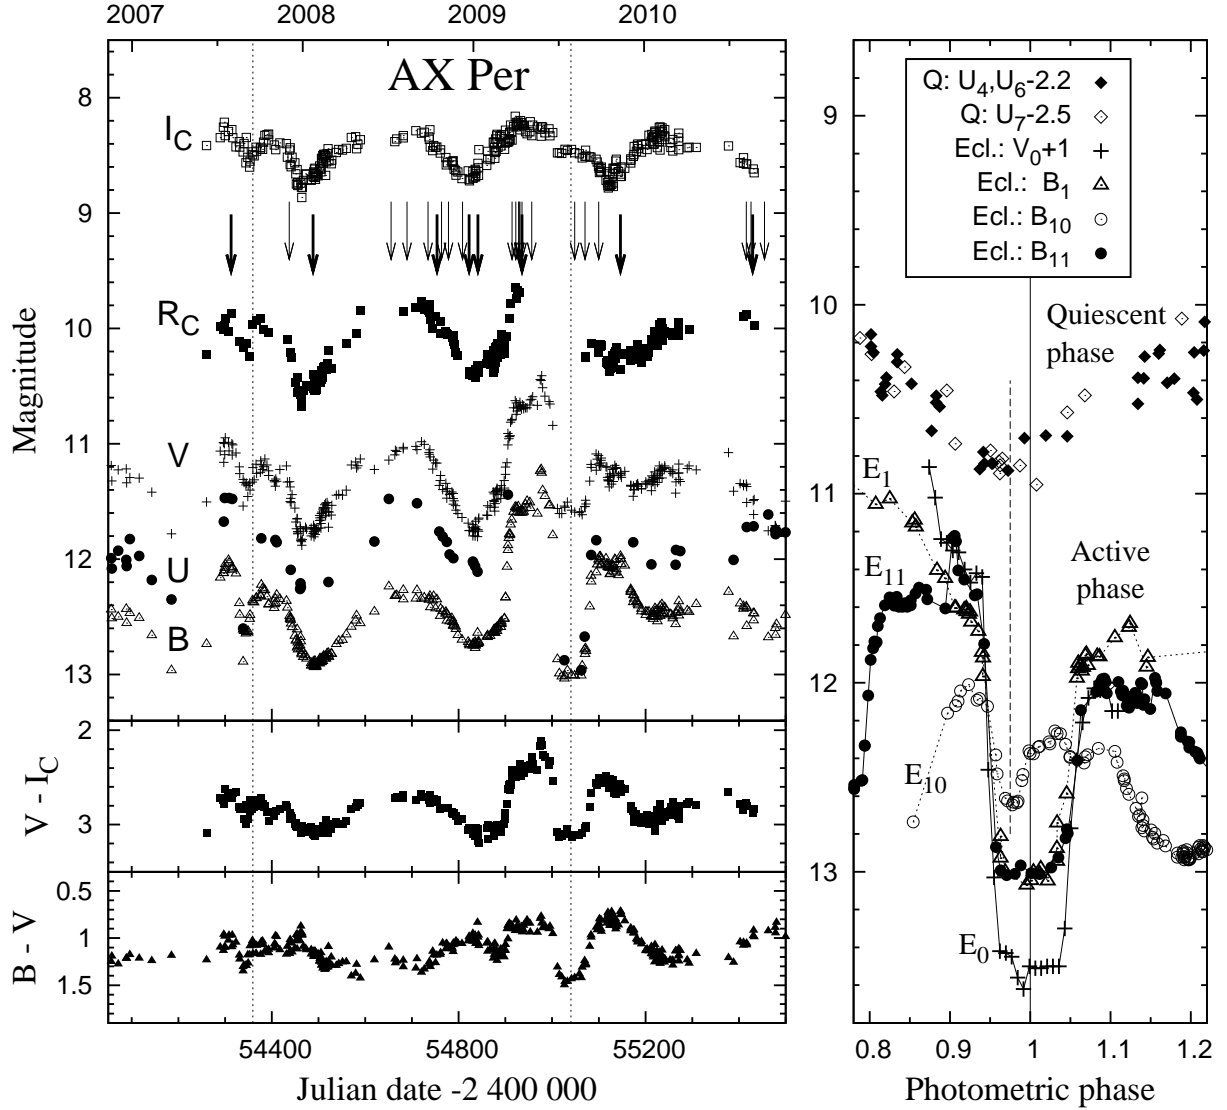 2007 2008 2009 2010
AX Per
8
9
10
11
12
13
Magnitude
I_C
R_C
V
U
B
2
3
V - I_C
0.5
1
1.5
B - V
54400 54800 55200
Julian date -2 400 000
9
10
11
12
13
Q: U_4,U_6-2.2
Q: U_7-2.5
Ecl.: V_0+1
Ecl.: B_1
Ecl.: B_10
Ecl.: B_11
Quiescent
phase
E_1
E_11
Active
phase
E_10
E_0
0.8 0.9 1 1.1 1.2
Photometric phase